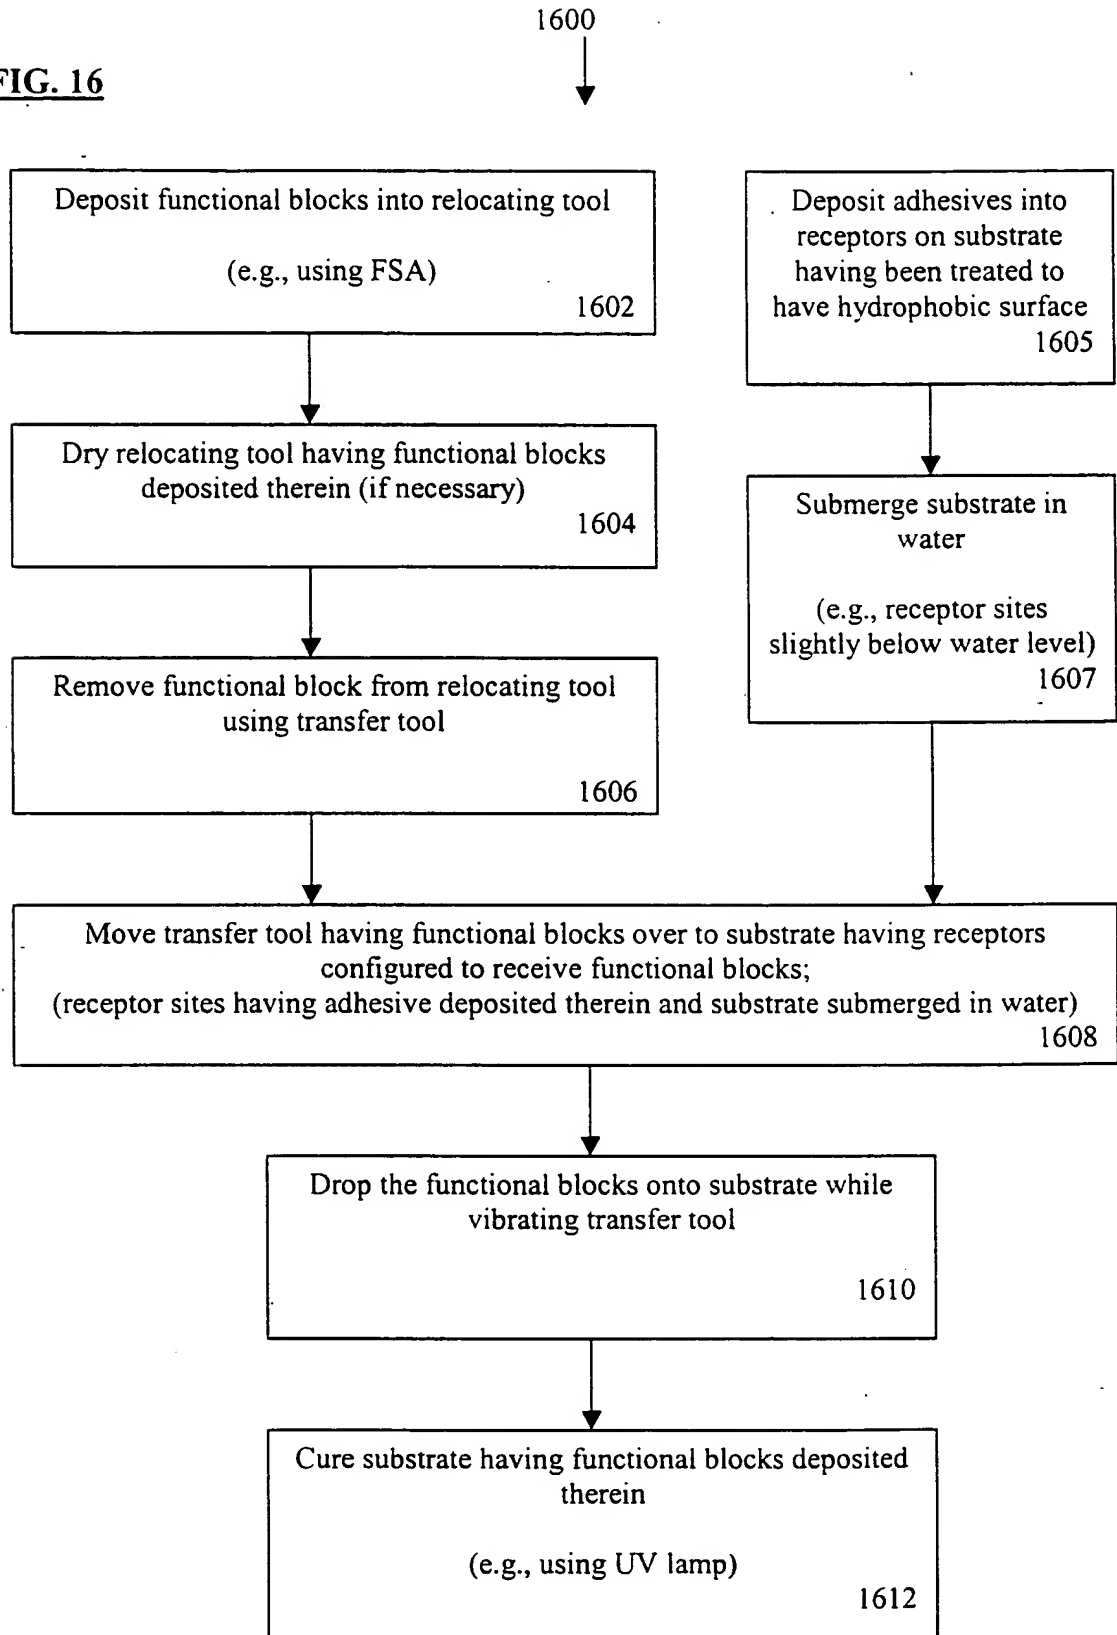 1600
FIG. 16
Deposit functional blocks into relocating tool
(e.g., using FSA)
1602
Dry relocating tool having functional blocks
deposited therein (if necessary)
1604
Remove functional block from relocating tool
using transfer tool
1606
Deposit adhesives into
receptors on substrate
having been treated to
have hydrophobic surface
1605
Submerge substrate in
water
(e.g., receptor sites
slightly below water level)
1607
Move transfer tool having functional blocks over to substrate having receptors
configured to receive functional blocks;
(receptor sites having adhesive deposited therein and substrate submerged in water)
1608
Drop the functional blocks onto substrate while
vibrating transfer tool
1610
Cure substrate having functional blocks deposited
therein
(e.g., using UV lamp)
1612